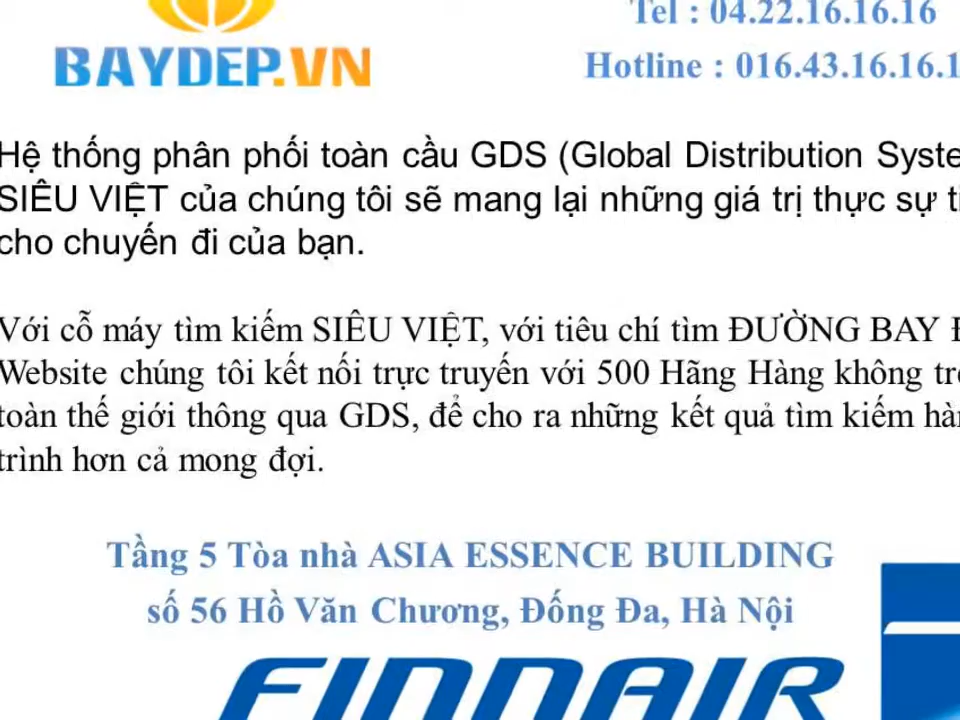 Tel : 04.22.16.16.16
BAYDEP.VN
Hotline : 016.43.16.16.1
Hệ thống phân phối toàn cầu GDS (Global Distribution Syste
SIÊU VIỆT của chúng tôi sẽ mang lại những giá trị thực sự ti
cho chuyến đi của bạn.
Với cỗ máy tìm kiếm SIÊU VIỆT, với tiêu chí tìm ĐƯỜNG BAY Đ
Website chúng tôi kết nối trực truyến với 500 Hãng Hàng không trê
toàn thế giới thông qua GDS, để cho ra những kết quả tìm kiếm hàn
trình hơn cả mong đợi.
Tầng 5 Tòa nhà ASIA ESSENCE BUILDING
số 56 Hồ Văn Chương, Đống Đa, Hà Nội
FINNAIR